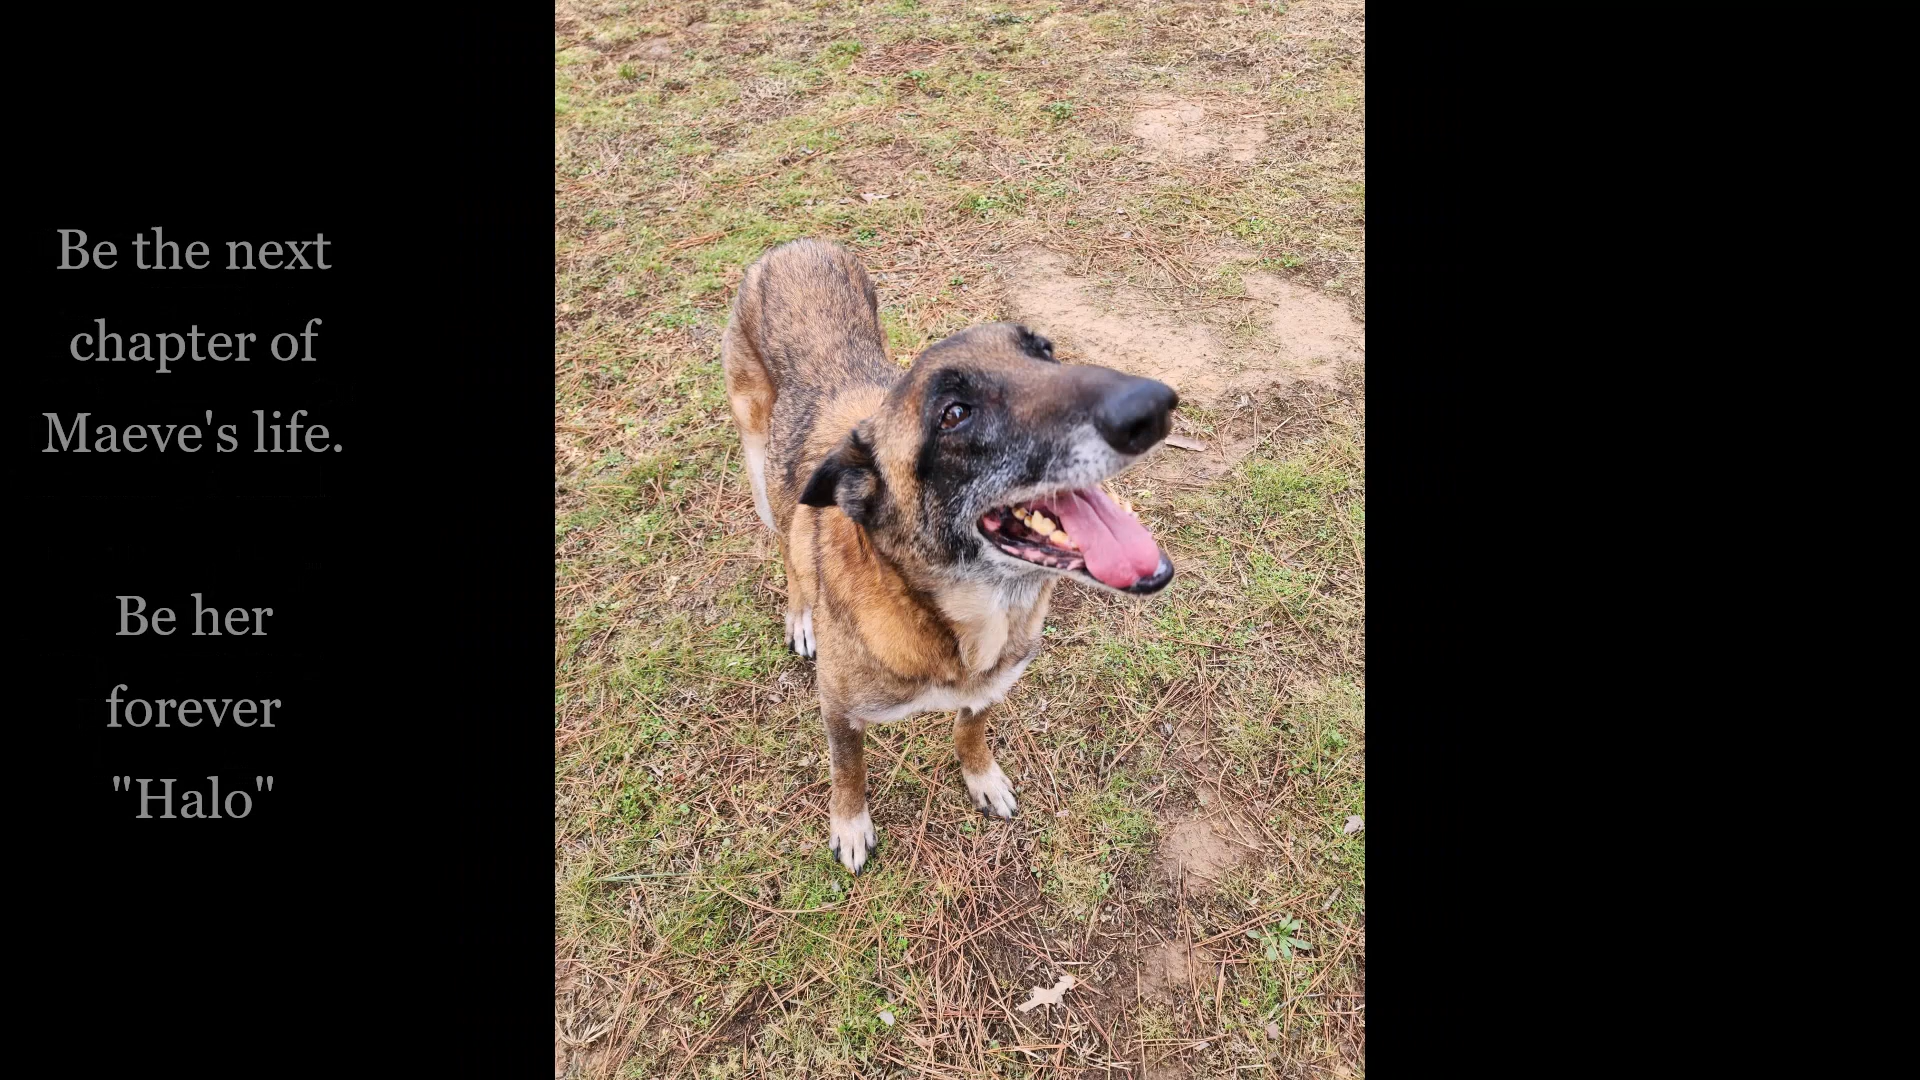 Be the next
chapter of
Maeve's life.
Be her
forever
"Halo"